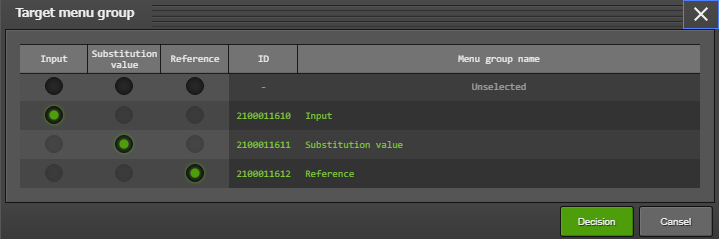 Target menu group
Input Substitution value Reference ID Menu group name
- Unselected
2100011610 Input
2100011611 Substitution value
2100011612 Reference
Decision Cansel